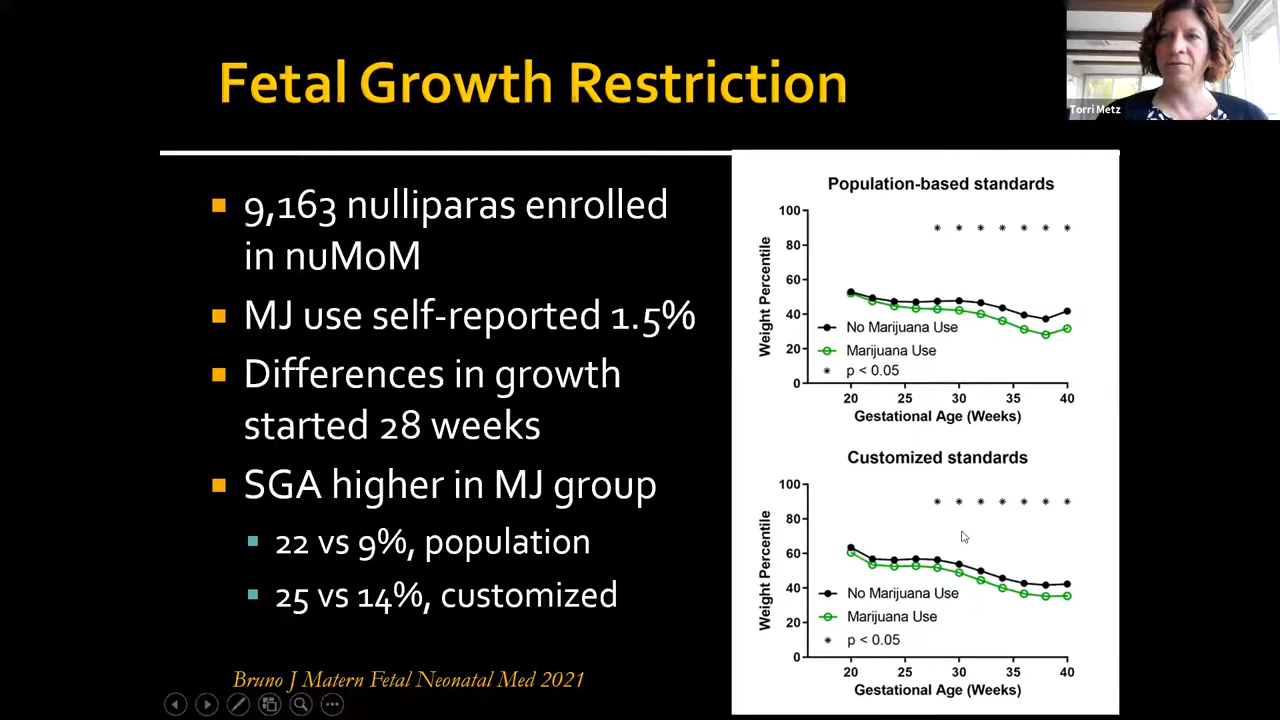 Fetal Growth Restriction
Torri Metz
9,163 nulliparas enrolled
in nuMoM
MJ use self-reported 1.5%
Differences in growth
started 28 weeks
SGA higher in MJ group
22 vs 9%, population
25 vs 14%, customized
Bruno J Matern Fetal Neonatal Med 2021
Population-based standards
100
80
60
40
20
0
Weight Percentile
No Marijuana Use
Marijuana Use
* p < 0.05
20 25 30 35 40
Gestational Age (Weeks)
Customized standards
100
80
60
40
20
0
Weight Percentile
No Marijuana Use
Marijuana Use
* p < 0.05
20 25 30 35 40
Gestational Age (Weeks)